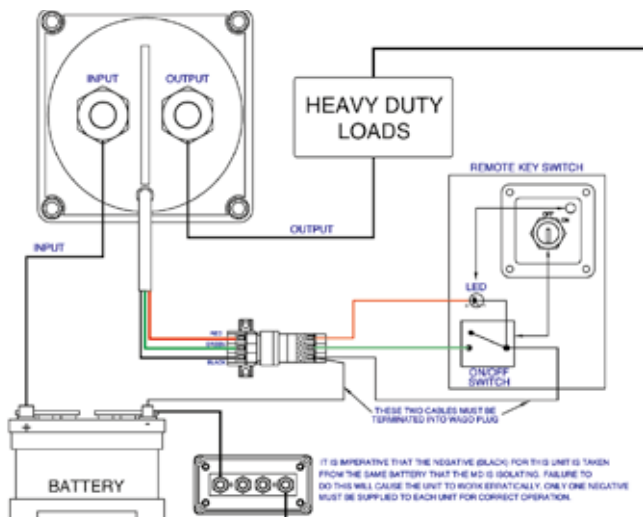 INPUT
OUTPUT
HEAVY DUTY
LOADS
REMOTE KEY SWITCH
OFF
ON
INPUT
OUTPUT
LED
RED
GREEN
BLACK
ON/OFF
SWITCH
THESE TWO CABLES MUST BE
TERMINATED INTO WAGO PLUG
+
-
BATTERY
IT IS IMPERATIVE THAT THE NEGATIVE (BLACK) FOR THIS UNIT IS TAKEN
FROM THE SAME BATTERY THAT THE MD IS ISOLATING. FAILURE TO
DO THIS WILL CAUSE THE UNIT TO WORK ERRATICALLY. ONLY ONE NEGATIVE
MUST BE SUPPLIED TO EACH UNIT FOR CORRECT OPERATION.